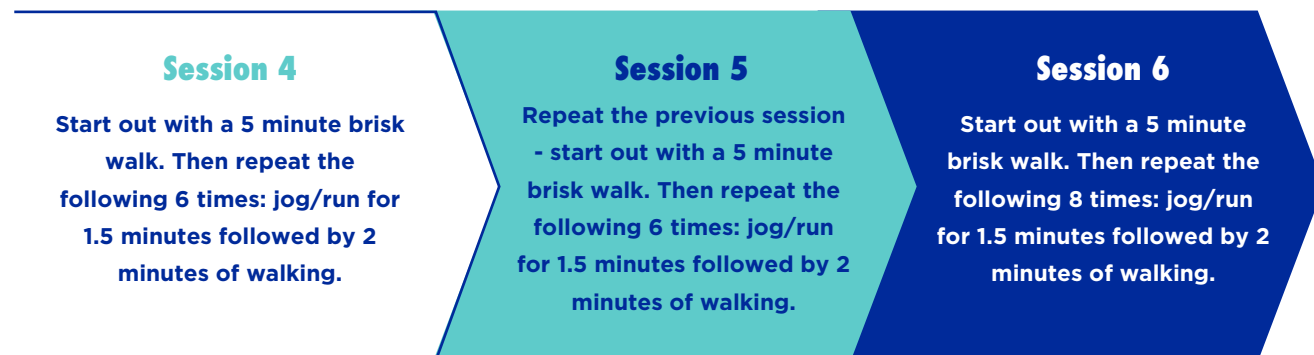 Session 4
Start out with a 5 minute brisk
walk. Then repeat the
following 6 times: jog/run for
1.5 minutes followed by 2
minutes of walking.
Session 5
Repeat the previous session
- start out with a 5 minute
brisk walk. Then repeat the
following 6 times: jog/run
for 1.5 minutes followed by 2
minutes of walking.
Session 6
Start out with a 5 minute
brisk walk. Then repeat the
following 8 times: jog/run
for 1.5 minutes followed by 2
minutes of walking.